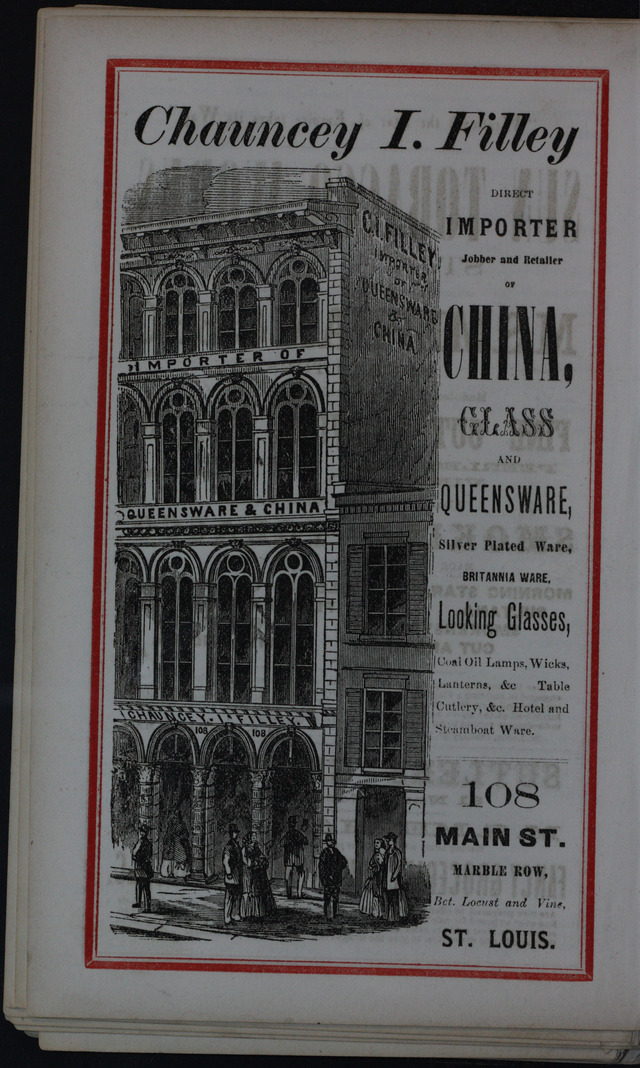 Chauncey I. Filley
DIRECT
IMPORTER
Jobber and Retailer
OF
CHINA,
GLASS
AND
QUEENSWARE,
Silver Plated Ware,
BRITANNIA WARE,
Looking Glasses,
Coal Oil Lamps, Wicks,
Lanterns, &c Table
Cutlery, &c. Hotel and
Steamboat Ware.
108
MAIN ST.
MARBLE ROW,
Bet. Locust and Vine,
ST. LOUIS.
C.I. FILLEY
IMPORTER
OF
QUEENSWARE
&
CHINA
IMPORTER OF
QUEENSWARE & CHINA
CHAUNCEY. I. FILLEY.
108 108